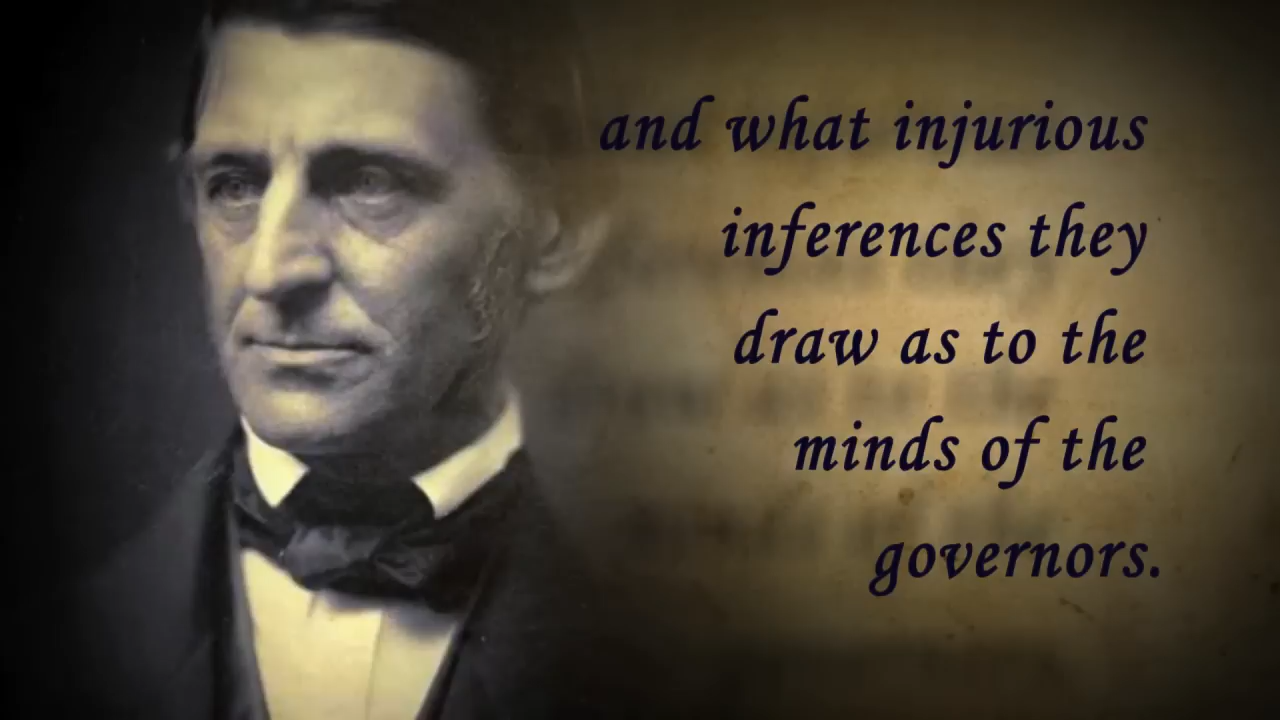 and what injurious
inferences they
draw as to the
minds of the
governors.